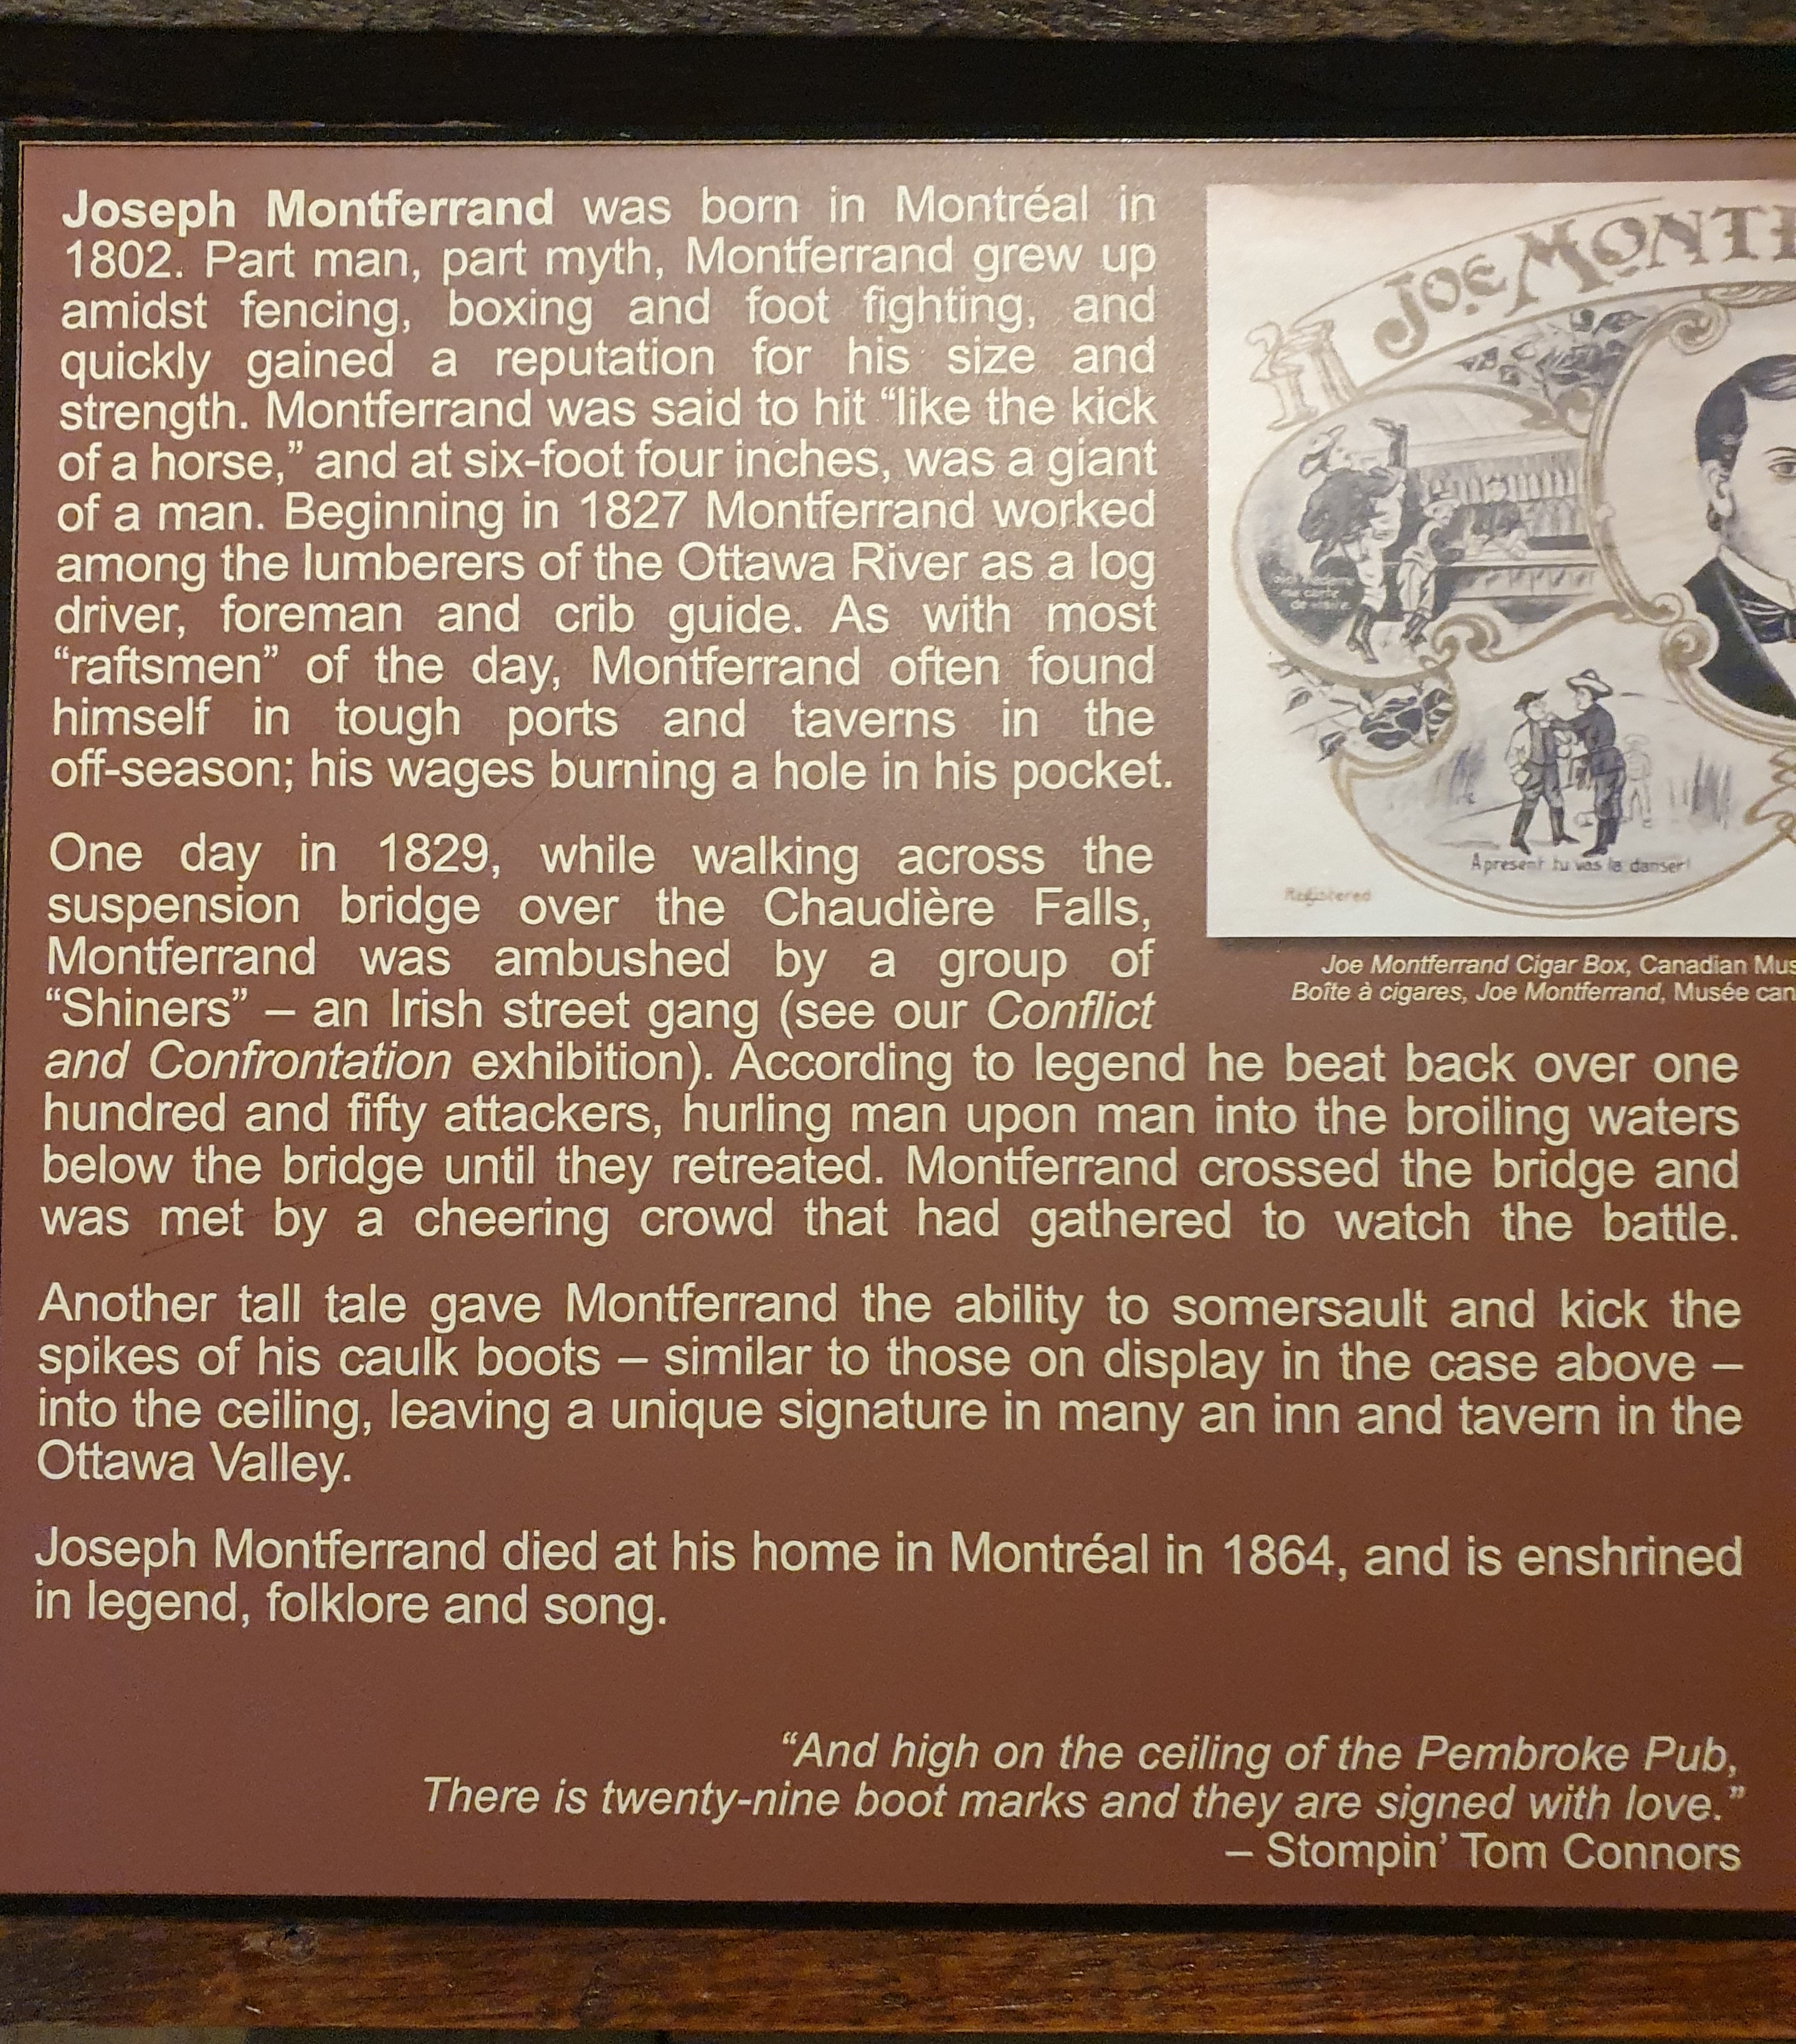 Joseph Montferrand was born in Montréal in
1802. Part man, part myth, Montferrand grew up
amidst fencing, boxing and foot fighting, and
quickly gained a reputation for his size and
strength. Montferrand was said to hit “like the kick
of a horse,” and at six-foot four inches, was a giant
of a man. Beginning in 1827 Montferrand worked
among the lumberers of the Ottawa River as a log
driver, foreman and crib guide. As with most
“raftsmen” of the day, Montferrand often found
himself in tough ports and taverns in the
off-season; his wages burning a hole in his pocket.
One day in 1829, while walking across the
suspension bridge over the Chaudière Falls,
Montferrand was ambushed by a group of
“Shiners” – an Irish street gang (see our Conflict
and Confrontation exhibition). According to legend he beat back over one
hundred and fifty attackers, hurling man upon man into the broiling waters
below the bridge until they retreated. Montferrand crossed the bridge and
was met by a cheering crowd that had gathered to watch the battle.
Another tall tale gave Montferrand the ability to somersault and kick the
spikes of his caulk boots – similar to those on display in the case above –
into the ceiling, leaving a unique signature in many an inn and tavern in the
Ottawa Valley.
Joseph Montferrand died at his home in Montréal in 1864, and is enshrined
in legend, folklore and song.
“And high on the ceiling of the Pembroke Pub,
There is twenty-nine boot marks and they are signed with love.”
– Stompin’ Tom Connors
JOE MONTF
ma carte
de visite
Apresent tu vas la danser!
Registered
Joe Montferrand Cigar Box, Canadian Mus
Boîte à cigares, Joe Montferrand, Musée can